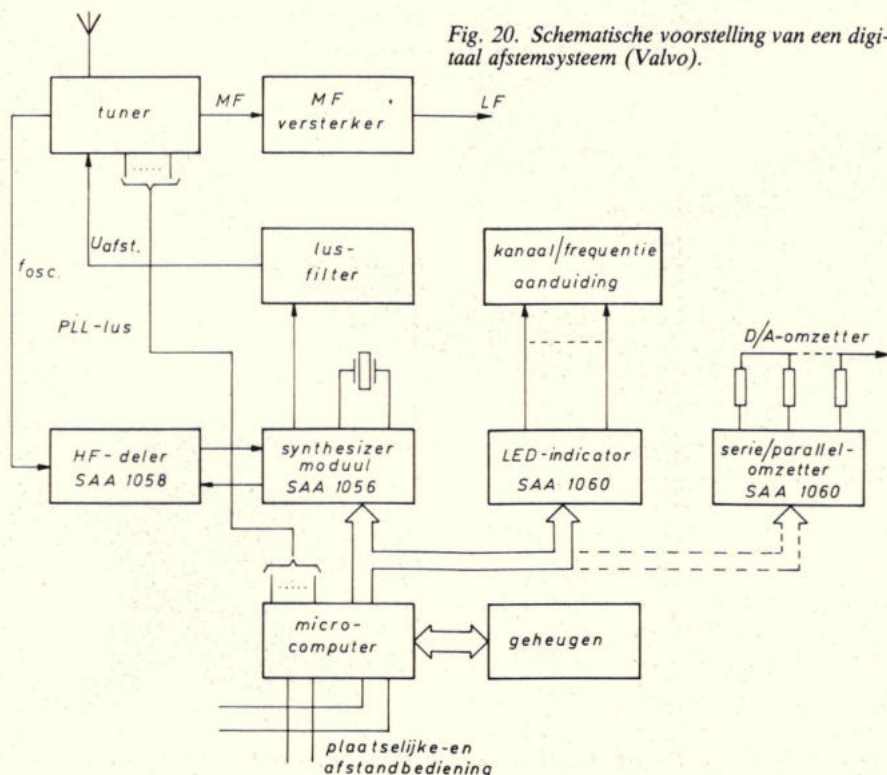 Fig. 20. Schematische voorstelling van een digi-
taal afstemsysteem (Valvo).
tuner
MF
MF
versterker
LF
.....
Uafst.
fosc.
lus-
filter
kanaal/frequentie
aanduiding
PLL-lus
D/A-omzetter
HF-deler
SAA 1058
synthesizer
moduul
SAA 1056
LED-indicator
SAA 1060
serie/parallel-
omzetter
SAA 1060
.....
micro-
computer
geheugen
plaatselijke-en
afstandbediening